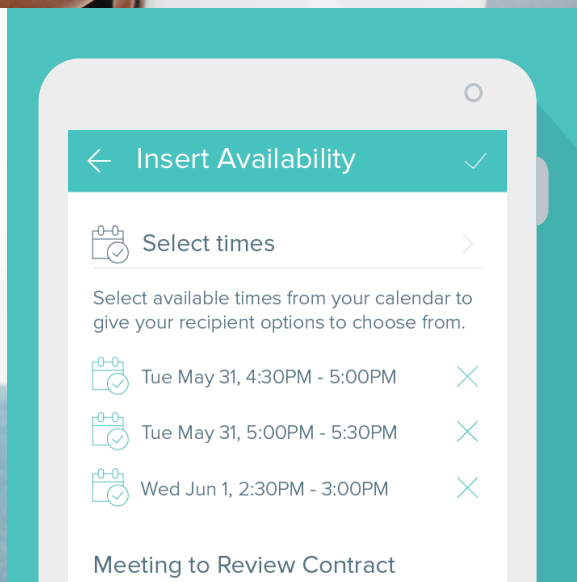 Insert Availability
Select times
Select available times from your calendar to
give your recipient options to choose from.
Tue May 31, 4:30PM - 5:00PM
Tue May 31, 5:00PM - 5:30PM
Wed Jun 1, 2:30PM - 3:00PM
Meeting to Review Contract